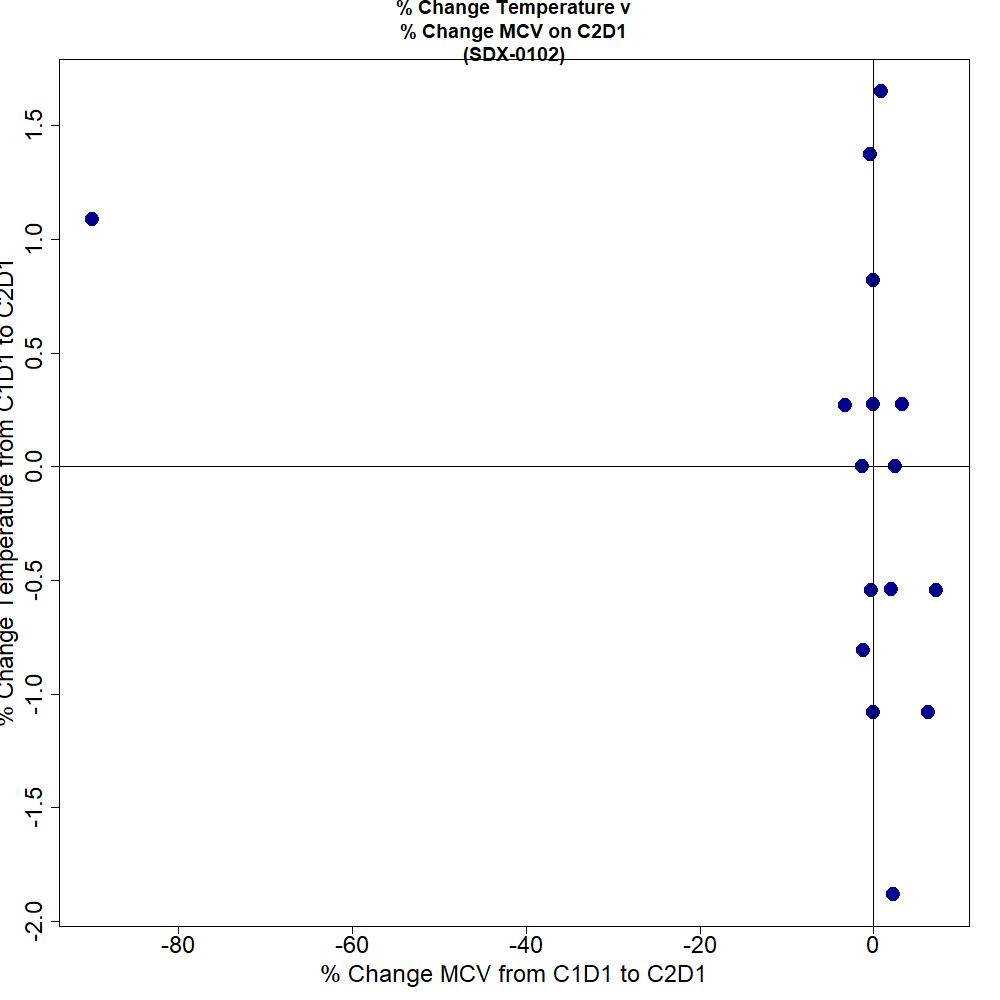 % Change Temperature v
% Change MCV on C2D1
(SDX-0102)
% Change Temperature from C1D1 to C2D1
1.5
1.0
0.5
0.0
-0.5
-1.0
-1.5
-2.0
-80
-60
-40
-20
0
% Change MCV from C1D1 to C2D1